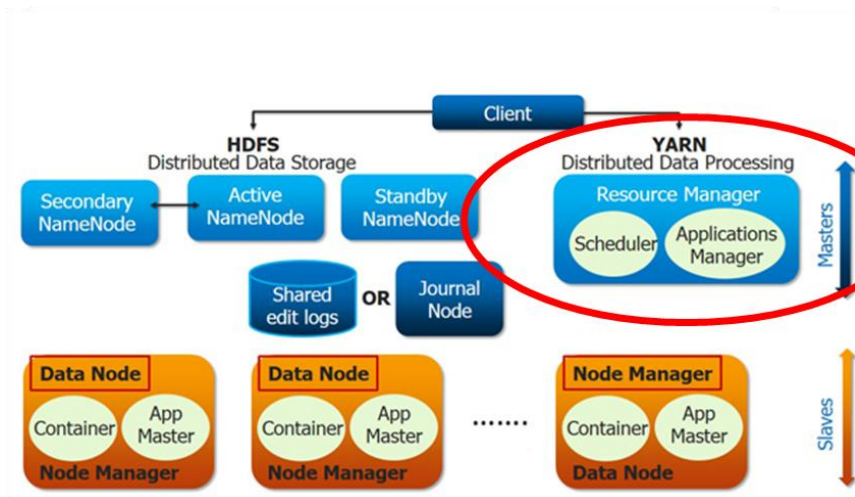 Client
HDFS
Distributed Data Storage
YARN
Distributed Data Processing
Secondary
NameNode
Active
NameNode
Standby
NameNode
Resource Manager
Scheduler
Applications
Manager
Masters
Shared
edit logs
OR
Journal
Node
Data Node
Container
App
Master
Node Manager
Data Node
Container
App
Master
Node Manager
.......
Node Manager
Container
App
Master
Data Node
Slaves